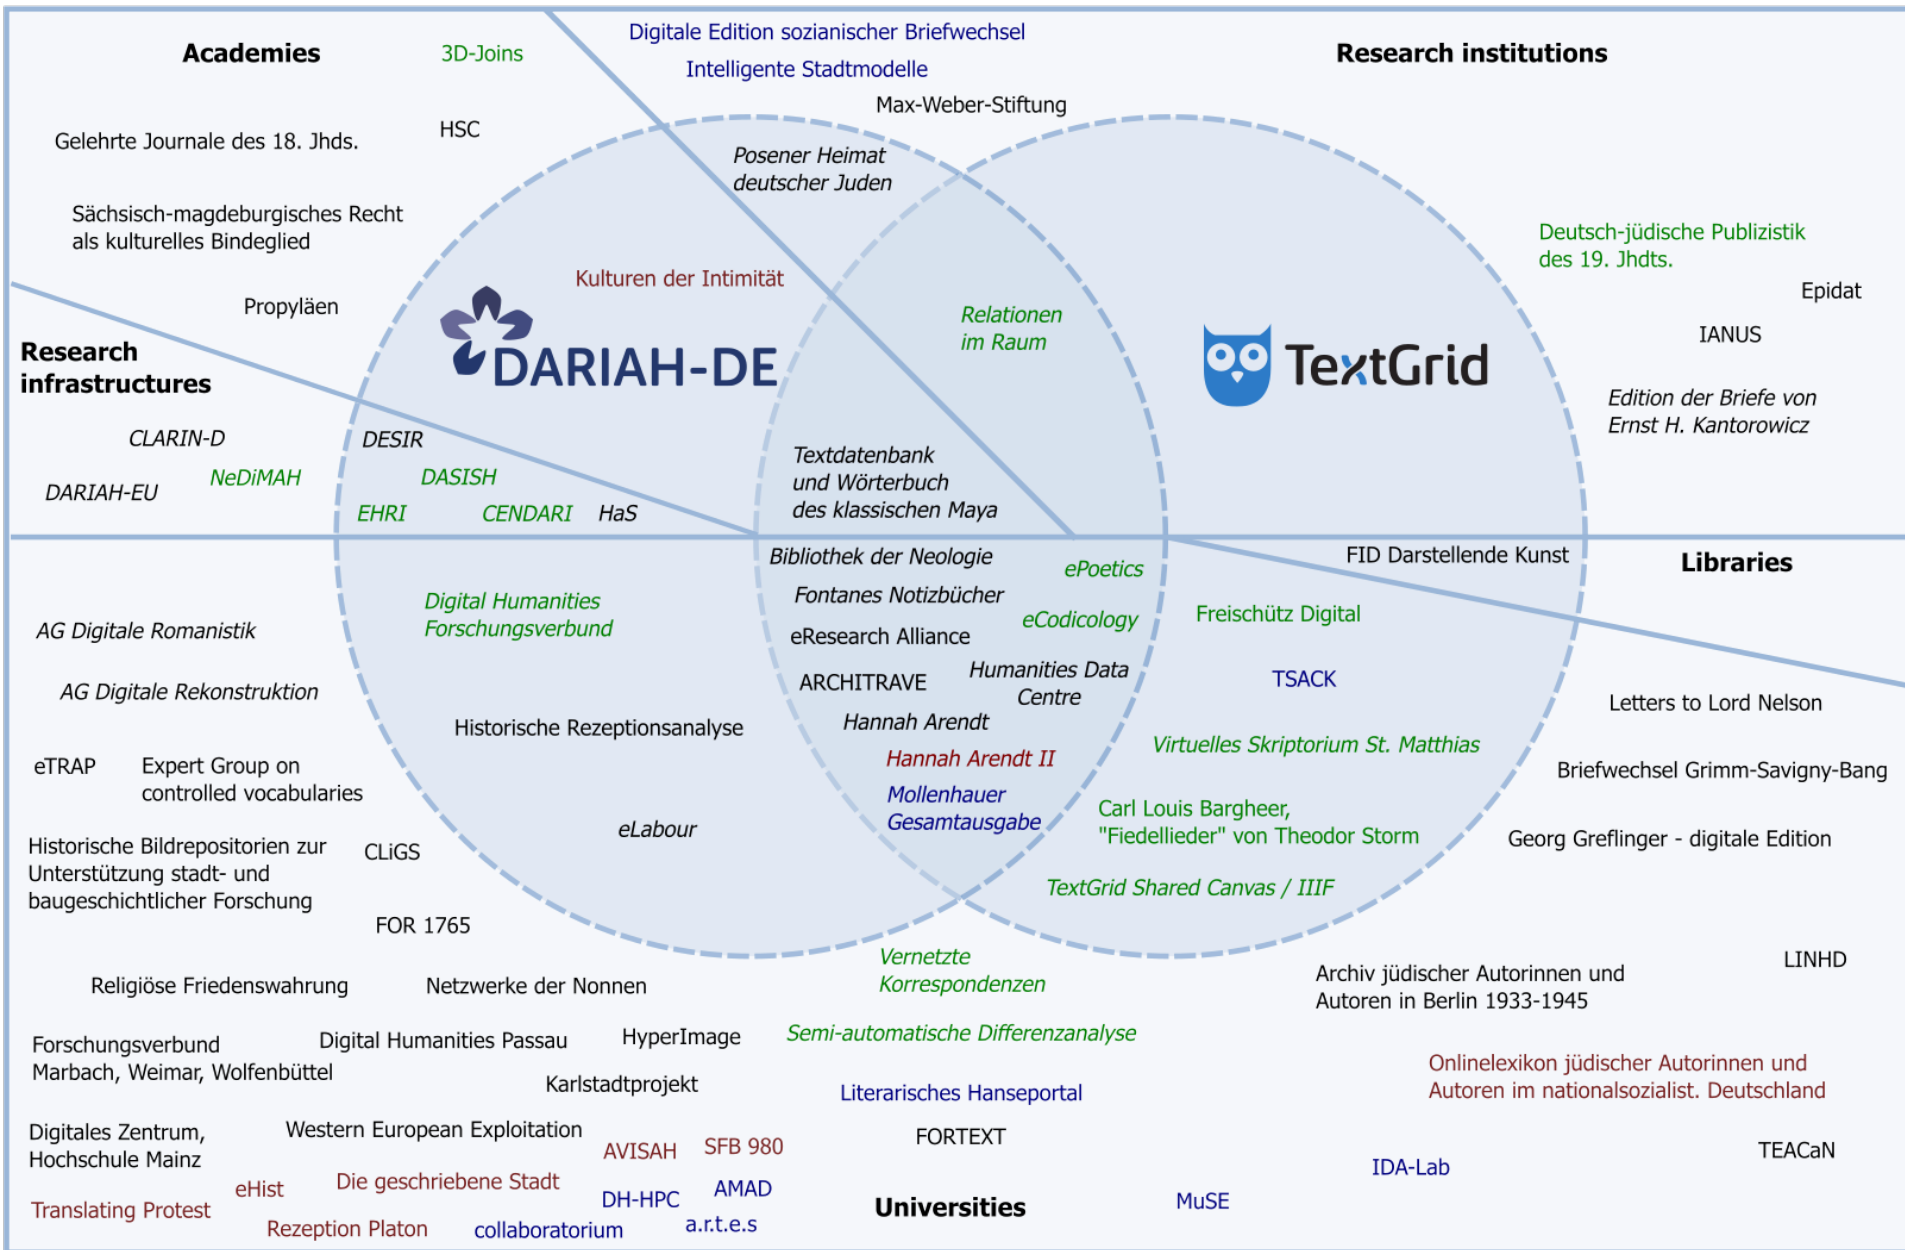 Academies
3D-Joins
Gelehrte Journale des 18. Jhds.
HSC
Sächsisch-magdeburgisches Recht
als kulturelles Bindeglied
Propyläen
Kulturen der Intimität
DARIAH-DE
Digitale Edition sozianischer Briefwechsel
Intelligente Stadtmodelle
Max-Weber-Stiftung
Research institutions
Posener Heimat
deutscher Juden
Relationen
im Raum
TextGrid
Deutsch-jüdische Publizistik
des 19. Jhdts.
Epidat
IANUS
Edition der Briefe von
Ernst H. Kantorowicz
Textdatenbank
und Wörterbuch
des klassischen Maya
Research
infrastructures
CLARIN-D
DESIR
NeDiMAH
DASISH
DARIAH-EU
EHRI
CENDARI
HaS
FID Darstellende Kunst
Libraries
Bibliothek der Neologie
ePoetics
Fontanes Notizbücher
eCodicology
eResearch Alliance
ARCHITRAVE
Humanities Data
Centre
Hannah Arendt
Hannah Arendt II
Mollenhauer
Gesamtausgabe
Digital Humanities
Forschungsverbund
Historische Rezeptionsanalyse
eLabour
Freischütz Digital
TSACK
Virtuelles Skriptorium St. Matthias
Carl Louis Bargheer,
"Fiedellieder" von Theodor Storm
TextGrid Shared Canvas / IIIF
AG Digitale Romanistik
AG Digitale Rekonstruktion
eTRAP
Expert Group on
controlled vocabularies
Historische Bildrepositorien zur
Unterstützung stadt- und
baugeschichtlicher Forschung
CLiGS
FOR 1765
Religiöse Friedenswahrung
Netzwerke der Nonnen
Forschungsverbund
Marbach, Weimar, Wolfenbüttel
Digital Humanities Passau
HyperImage
Karlstadtprojekt
Digitales Zentrum,
Hochschule Mainz
Western European Exploitation
AVISAH
SFB 980
eHist
Die geschriebene Stadt
Translating Protest
DH-HPC
AMAD
Rezeption Platon
collaboratorium
a.r.t.e.s
Vernetzte
Korrespondenzen
Semi-automatische Differenzanalyse
Literarisches Hanseportal
FORTEXT
Universities
Letters to Lord Nelson
Briefwechsel Grimm-Savigny-Bang
Georg Greflinger - digitale Edition
LINHD
Archiv jüdischer Autorinnen und
Autoren in Berlin 1933-1945
Onlinelexikon jüdischer Autorinnen und
Autoren im nationalsozialist. Deutschland
TEACaN
IDA-Lab
MuSE